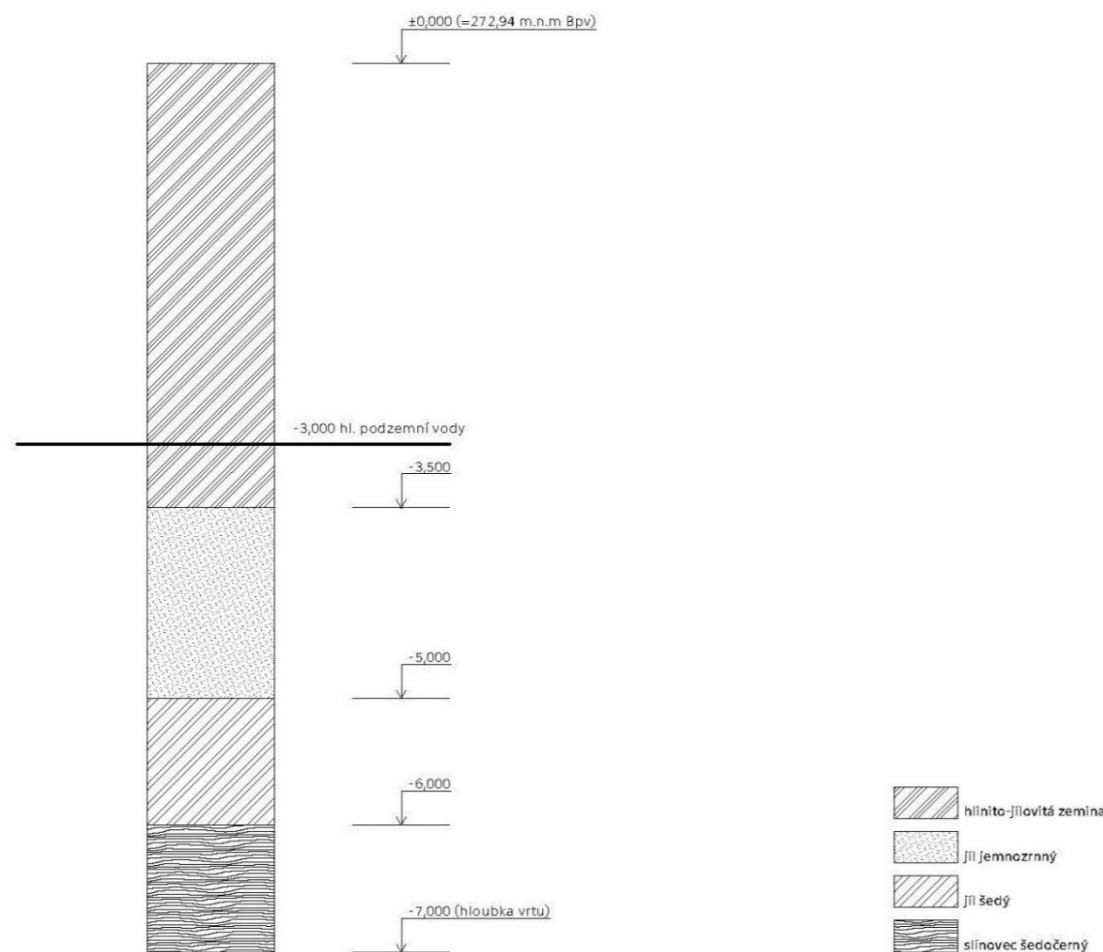 ±0,000 (=272,94 m.n.m Bpv)
-3,000 hl. podzemní vody
-3,500
-5,000
-6,000
-7,000 (hloubka vrtu)
hlinito-jílovitá zemina
jíl jemnozrnný
jíl šedý
slínovec šedočerný